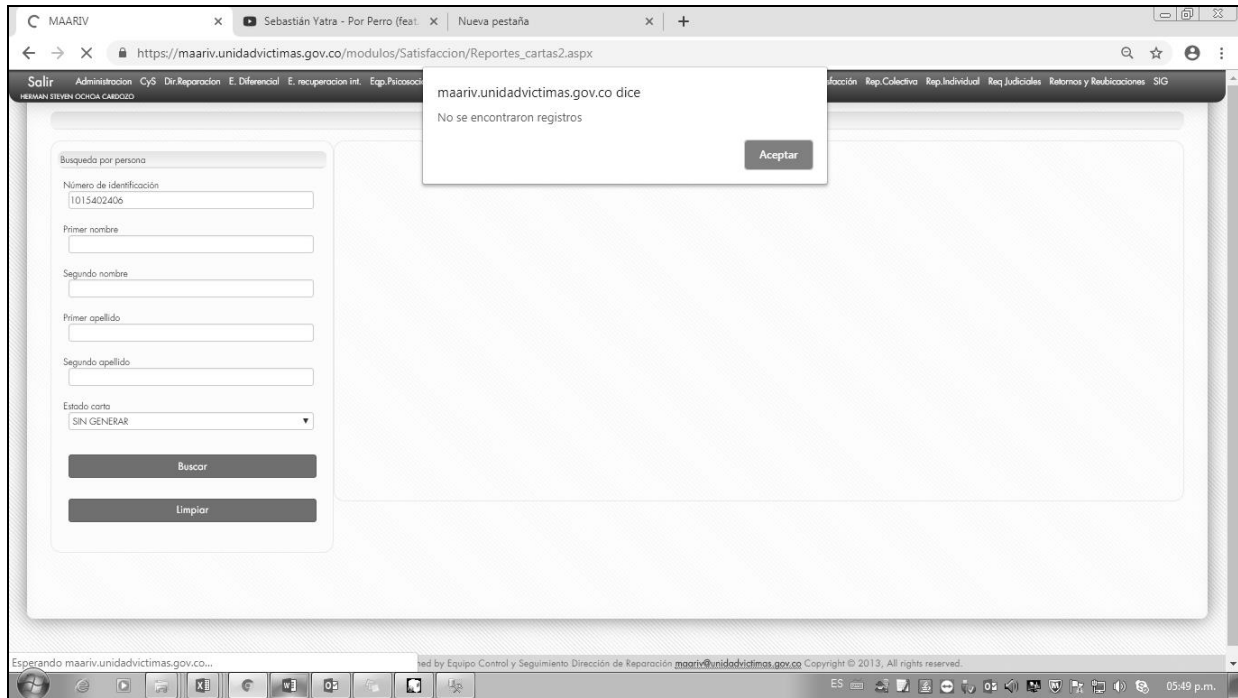 MAARIV
Sebastián Yatra - Por Perro (feat.
Nueva pestaña
https://maariv.unidadvictimas.gov.co/modulos/Satisfaccion/Reportes_cartas2.aspx
Salir Administracion CyS Dir.Reparacion E. Diferencial E. recuperacion int. Eqp.Psicosoci
sfacción Rep.Colectiva Rep.Individual Req Judiciales Retornos y Reubicaciones SIG
HERMAN STEVEN OCHOA CARDOZO
maariv.unidadvictimas.gov.co dice
No se encontraron registros
Aceptar
Busqueda por persona
Número de identificación
1015402406
Primer nombre
Segundo nombre
Primer apellido
Segundo apellido
Estado carta
SIN GENERAR
Buscar
Limpiar
Esperando maariv.unidadvictimas.gov.co...
ned by Equipo Control y Seguimiento Dirección de Reparación maariv@unidadvictimas.gov.co Copyright © 2013, All rights reserved.
ES 05:49 p.m.